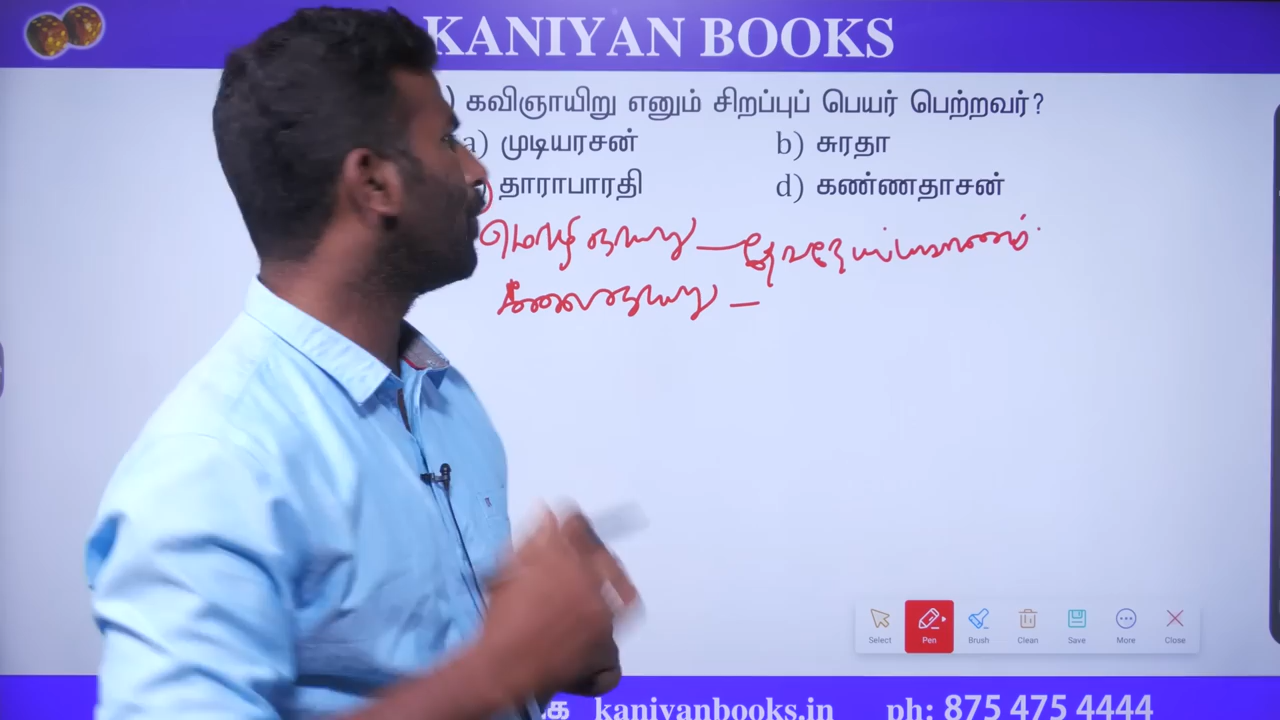 KANIYAN BOOKS
) கவிஞாயிறு எனும் சிறப்புப் பெயர் பெற்றவர்?
a) முடியரசன்
b) சுரதா
) தாராபாரதி
d) கண்ணதாசன்
மொழி ஞாயிறு — தேவநேயப்பாவாணர்
கலைஞாயிறு —
Select
Pen
Brush
Clean
Save
More
Close
kaniyanbooks.in
ph: 875 475 4444